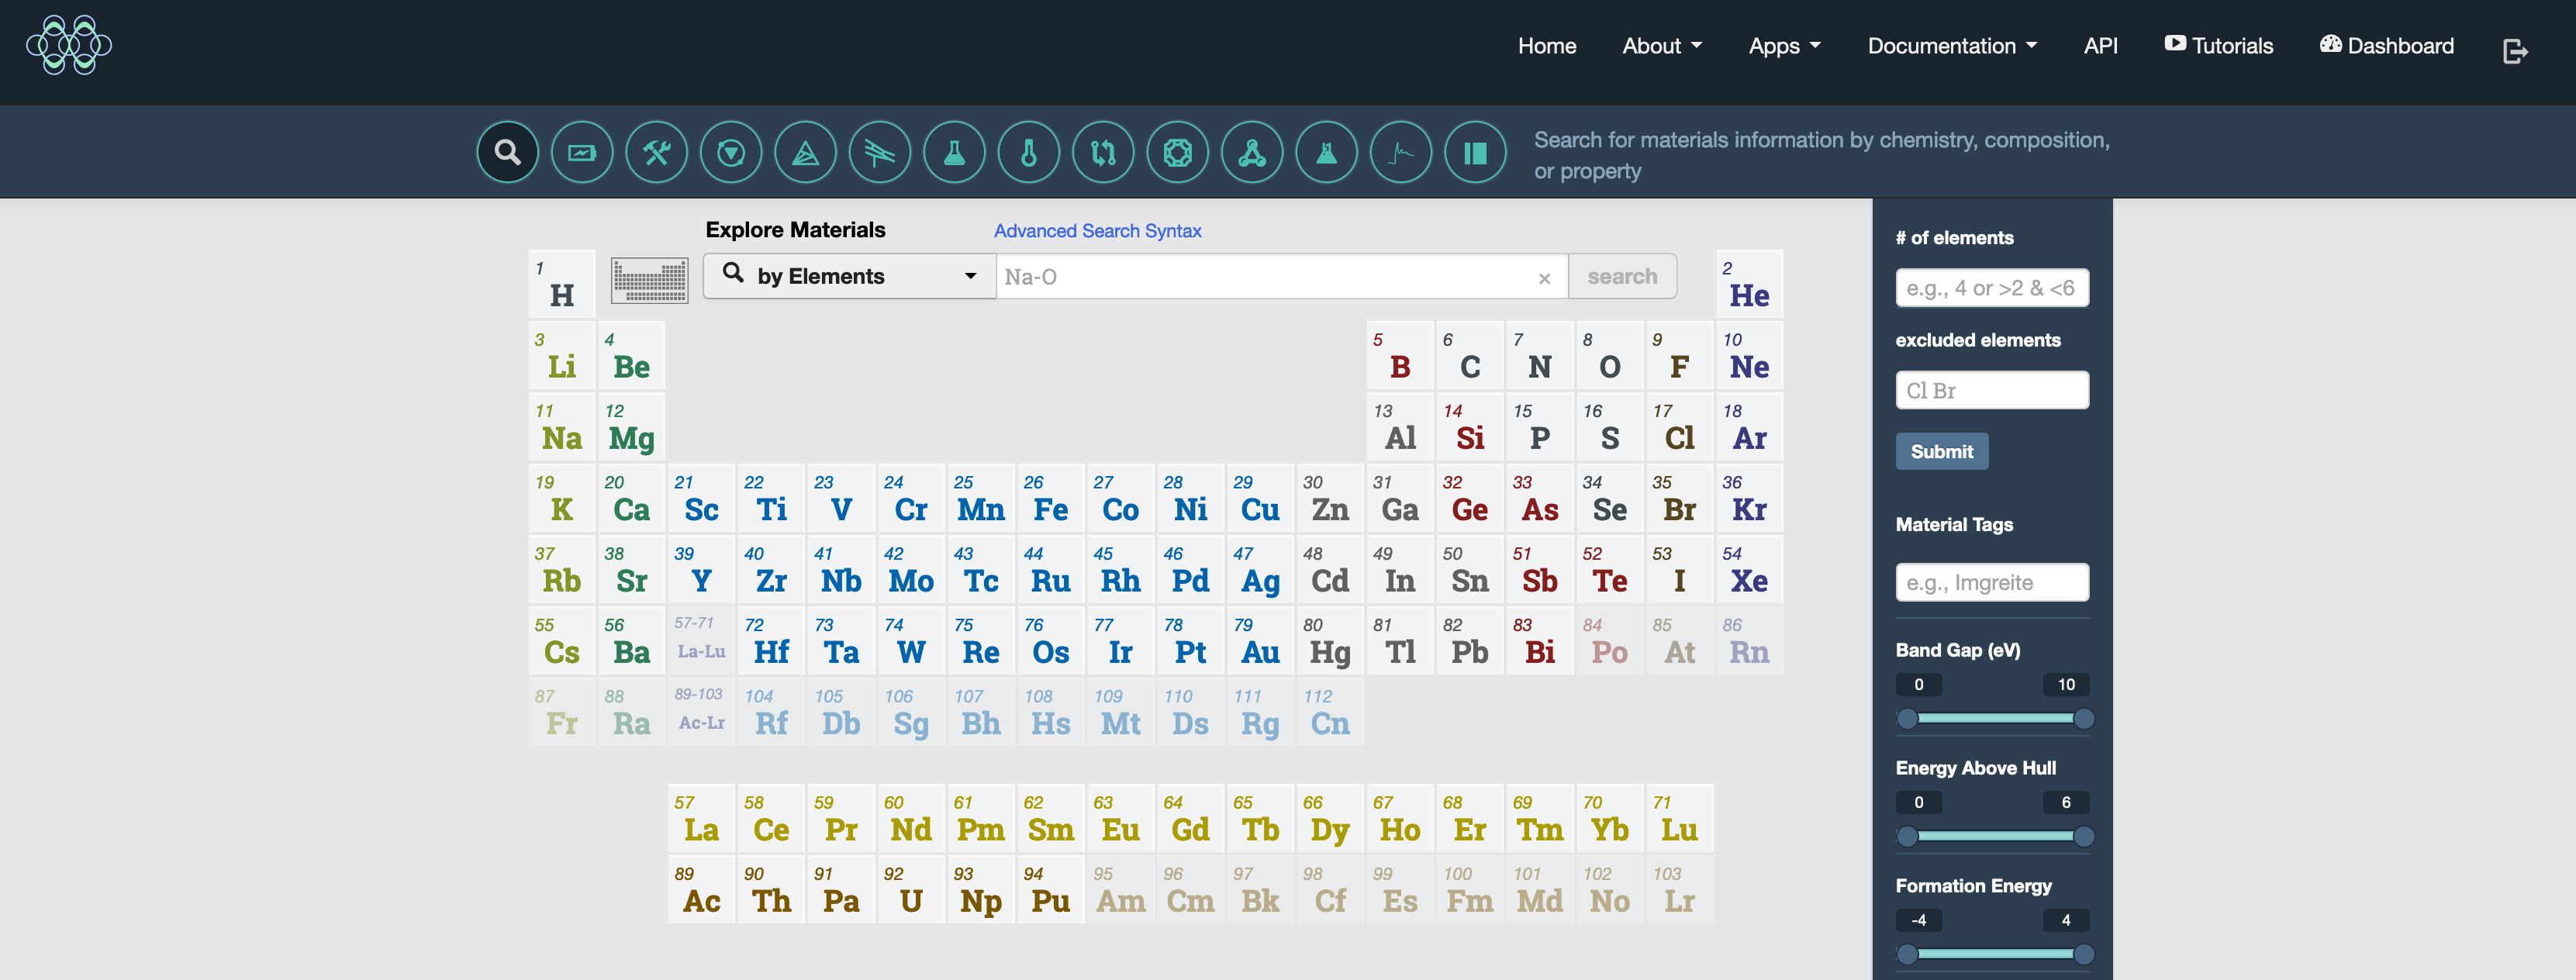 Home About Apps Documentation API Tutorials Dashboard
Search for materials information by chemistry, composition,
or property
Explore Materials Advanced Search Syntax
by Elements Na-O × search
1 2
H He
3 4 5 6 7 8 9 10
Li Be B C N O F Ne
11 12 13 14 15 16 17 18
Na Mg Al Si P S Cl Ar
19 20 21 22 23 24 25 26 27 28 29 30 31 32 33 34 35 36
K Ca Sc Ti V Cr Mn Fe Co Ni Cu Zn Ga Ge As Se Br Kr
37 38 39 40 41 42 43 44 45 46 47 48 49 50 51 52 53 54
Rb Sr Y Zr Nb Mo Tc Ru Rh Pd Ag Cd In Sn Sb Te I Xe
55 56 57-71 72 73 74 75 76 77 78 79 80 81 82 83 84 85 86
Cs Ba La-Lu Hf Ta W Re Os Ir Pt Au Hg Tl Pb Bi Po At Rn
87 88 89-103 104 105 106 107 108 109 110 111 112
Fr Ra Ac-Lr Rf Db Sg Bh Hs Mt Ds Rg Cn
57 58 59 60 61 62 63 64 65 66 67 68 69 70 71
La Ce Pr Nd Pm Sm Eu Gd Tb Dy Ho Er Tm Yb Lu
89 90 91 92 93 94 95 96 97 98 99 100 101 102 103
Ac Th Pa U Np Pu Am Cm Bk Cf Es Fm Md No Lr
# of elements
e.g., 4 or >2 & <6
excluded elements
Cl Br
Submit
Material Tags
e.g., Imgreite
Band Gap (eV)
0 10
Energy Above Hull
0 6
Formation Energy
-4 4